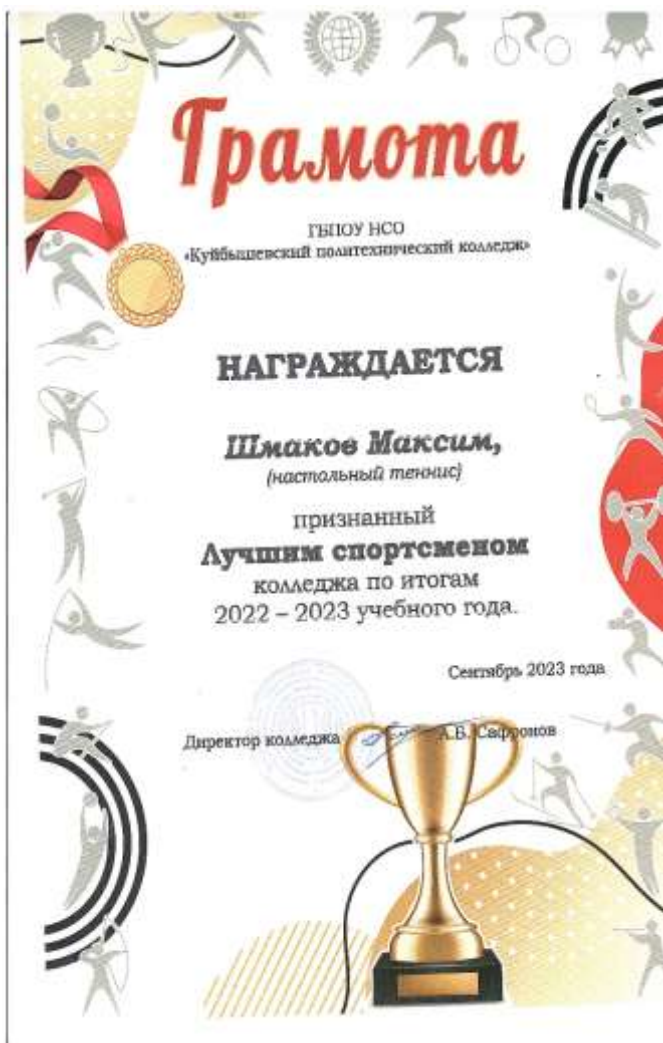 Грамота
ГБПОУ НСО
«Куйбышевский политехнический колледж»
НАГРАЖДАЕТСЯ
Шмаков Максим,
(настольный теннис)
признанный
Лучшим спортсменом
колледжа по итогам
2022 – 2023 учебного года.
Сентябрь 2023 года
Директор колледжа А.В. Сафронов